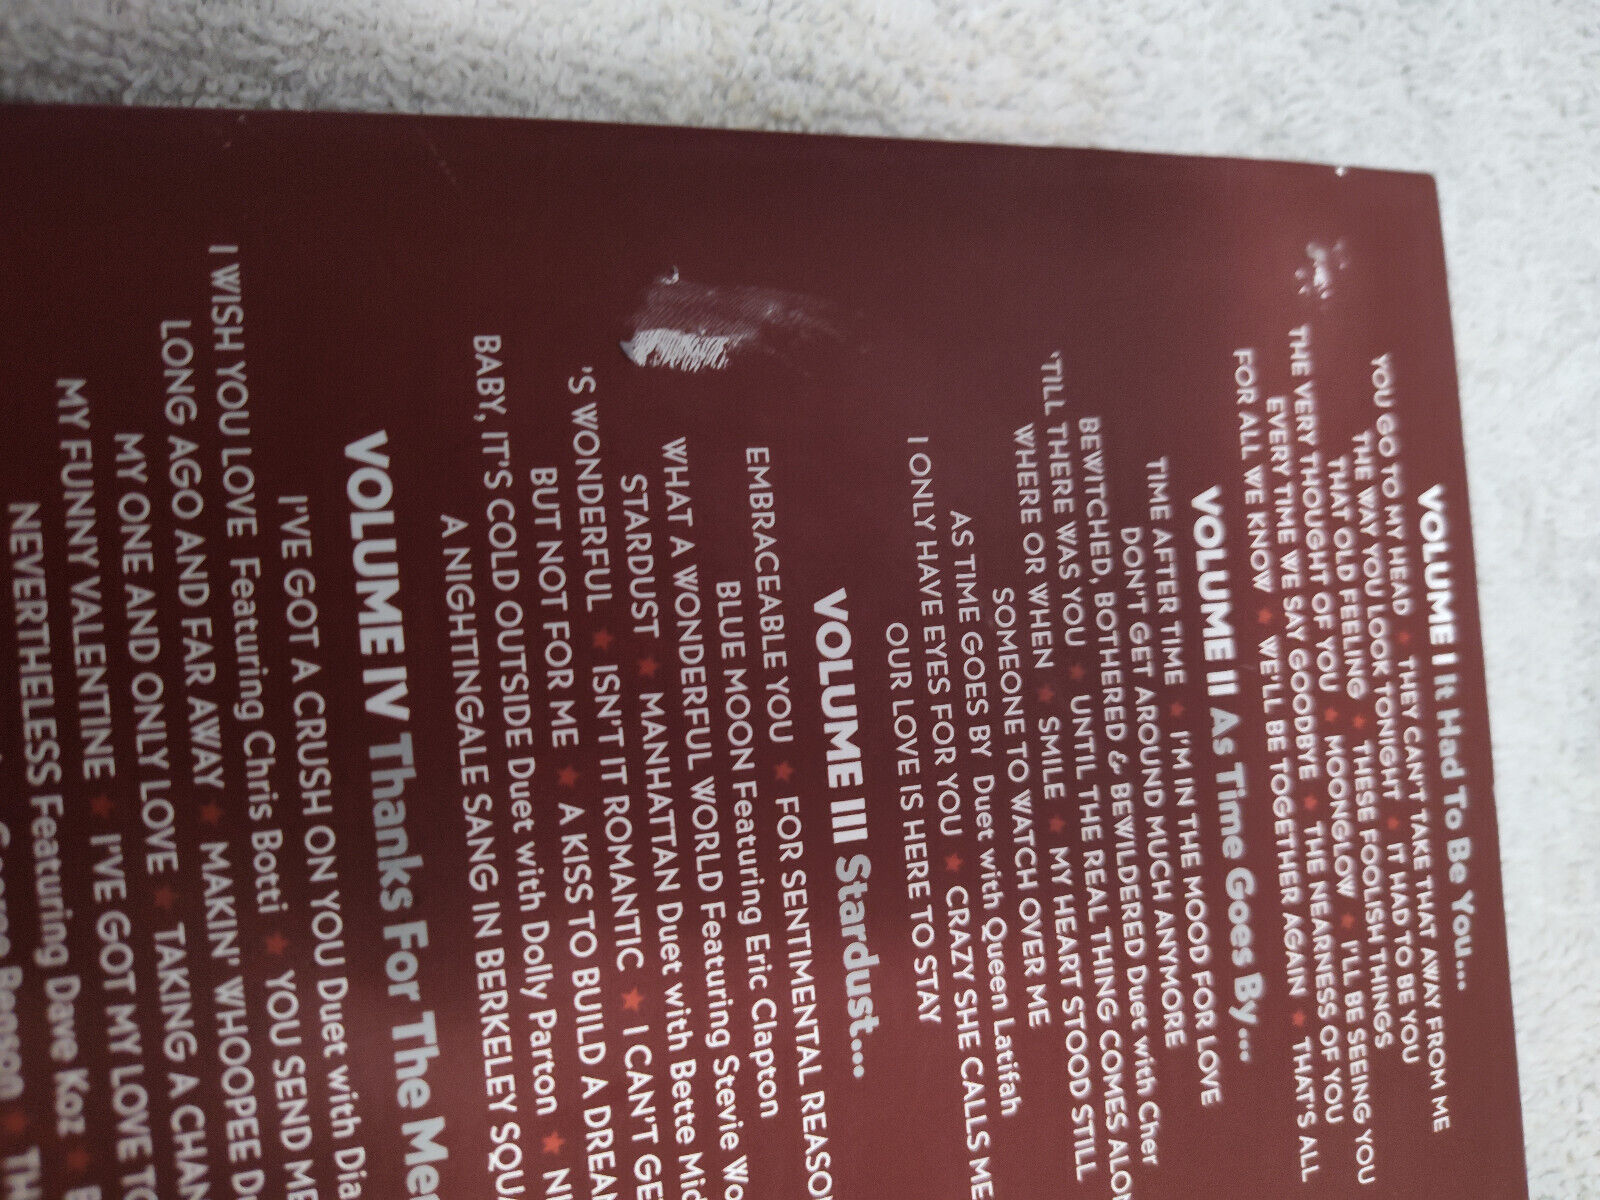 VOLUME I It Had To Be You...
YOU GO TO MY HEAD ★ THEY CAN'T TAKE THAT AWAY FROM ME
THE WAY YOU LOOK TONIGHT ★ IT HAD TO BE YOU
THAT OLD FEELING ★ THESE FOOLISH THINGS
THE VERY THOUGHT OF YOU ★ MOONGLOW ★ I'LL BE SEEING YOU
EVERY TIME WE SAY GOODBYE ★ THE NEARNESS OF YOU
FOR ALL WE KNOW ★ WE'LL BE TOGETHER AGAIN ★ THAT'S ALL
VOLUME II As Time Goes By...
TIME AFTER TIME ★ I'M IN THE MOOD FOR LOVE
DON'T GET AROUND MUCH ANYMORE
BEWITCHED, BOTHERED & BEWILDERED Duet with Cher
'TILL THERE WAS YOU ★ UNTIL THE REAL THING COMES ALON
WHERE OR WHEN ★ SMILE ★ MY HEART STOOD STILL
SOMEONE TO WATCH OVER ME
AS TIME GOES BY Duet with Queen Latifah
I ONLY HAVE EYES FOR YOU ★ CRAZY SHE CALLS ME
OUR LOVE IS HERE TO STAY
VOLUME III Stardust...
EMBRACEABLE YOU ★ FOR SENTIMENTAL REASO
BLUE MOON Featuring Eric Clapton
WHAT A WONDERFUL WORLD Featuring Stevie Wo
STARDUST ★ MANHATTAN Duet with Bette Mid
'S WONDERFUL ★ ISN'T IT ROMANTIC ★ I CAN'T GE
BUT NOT FOR ME ★ A KISS TO BUILD A DREAM
BABY, IT'S COLD OUTSIDE Duet with Dolly Parton ★ NI
A NIGHTINGALE SANG IN BERKELEY SQUA
VOLUME IV Thanks For The Me
I'VE GOT A CRUSH ON YOU Duet with Dia
I WISH YOU LOVE Featuring Chris Botti ★ YOU SEND ME
LONG AGO AND FAR AWAY ★ MAKIN' WHOOPEE D
MY ONE AND ONLY LOVE ★ TAKING A CHAN
MY FUNNY VALENTINE ★ I'VE GOT MY LOVE TO
NEVERTHELESS Featuring Dave Koz ★ B
George Benson ★ TH